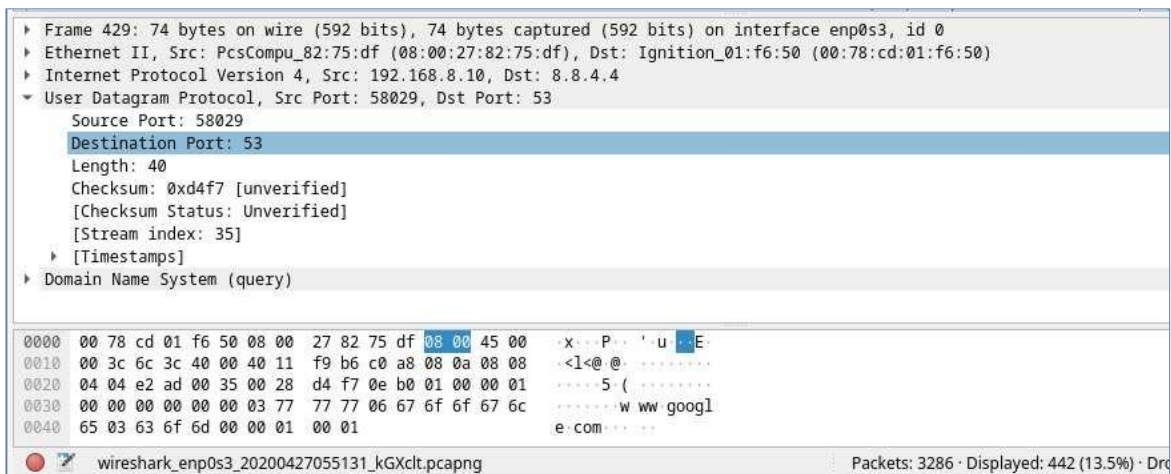 Frame 429: 74 bytes on wire (592 bits), 74 bytes captured (592 bits) on interface enp0s3, id 0
Ethernet II, Src: PcsCompu_82:75:df (08:00:27:82:75:df), Dst: Ignition_01:f6:50 (00:78:cd:01:f6:50)
Internet Protocol Version 4, Src: 192.168.8.10, Dst: 8.8.4.4
User Datagram Protocol, Src Port: 58029, Dst Port: 53
Source Port: 58029
Destination Port: 53
Length: 40
Checksum: 0xd4f7 [unverified]
[Checksum Status: Unverified]
[Stream index: 35]
[Timestamps]
Domain Name System (query)
0000 00 78 cd 01 f6 50 08 00 27 82 75 df 08 00 45 00 ·x···P·· '·u···E·
0010 00 3c 6c 3c 40 00 40 11 f9 b6 c0 a8 08 0a 08 08 ·<l<@·@· ········
0020 04 04 e2 ad 00 35 00 28 d4 f7 0e b0 01 00 00 01 ·····5·( ········
0030 00 00 00 00 00 00 03 77 77 77 06 67 6f 6f 67 6c ·······w ww·googl
0040 65 03 63 6f 6d 00 00 01 00 01 e·com··· ··
wireshark_enp0s3_20200427055131_kGXclt.pcapng Packets: 3286 · Displayed: 442 (13.5%) · Dro